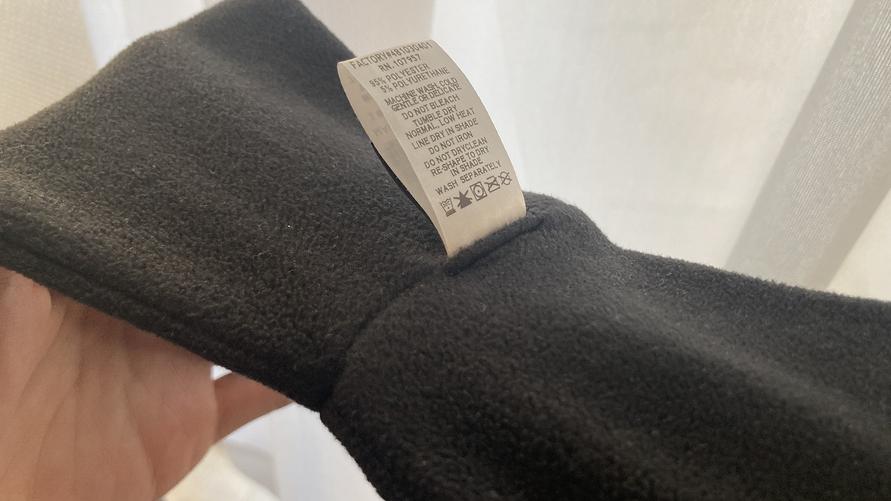 FACTORY#481030401
RN.107957
95% POLYESTER
5% POLYURETHANE
MACHINE WASH, COLD
GENTLE OR DELICATE
DO NOT BLEACH
TUMBLE DRY
NORMAL, LOW HEAT
LINE DRY IN SHADE
DO NOT IRON
DO NOT DRYCLEAN
RE-SHAPE TO DRY
IN SHADE
WASH SEPARATELY